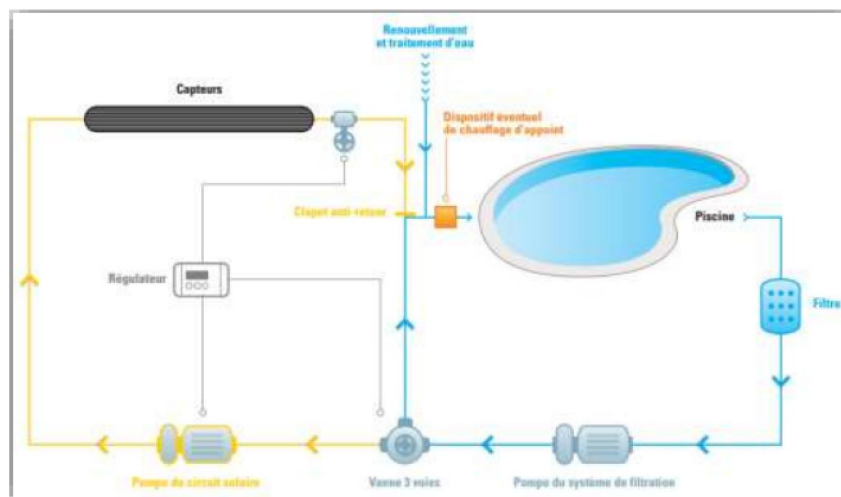 Renouvellement
et traitement d'eau
Capteurs
Dispositif éventuel
de chauffage d'appoint
Clapet anti-retour
Piscine
Régulateur
Filtre
Pompe du circuit solaire
Vanne 3 voies
Pompe du système de filtration